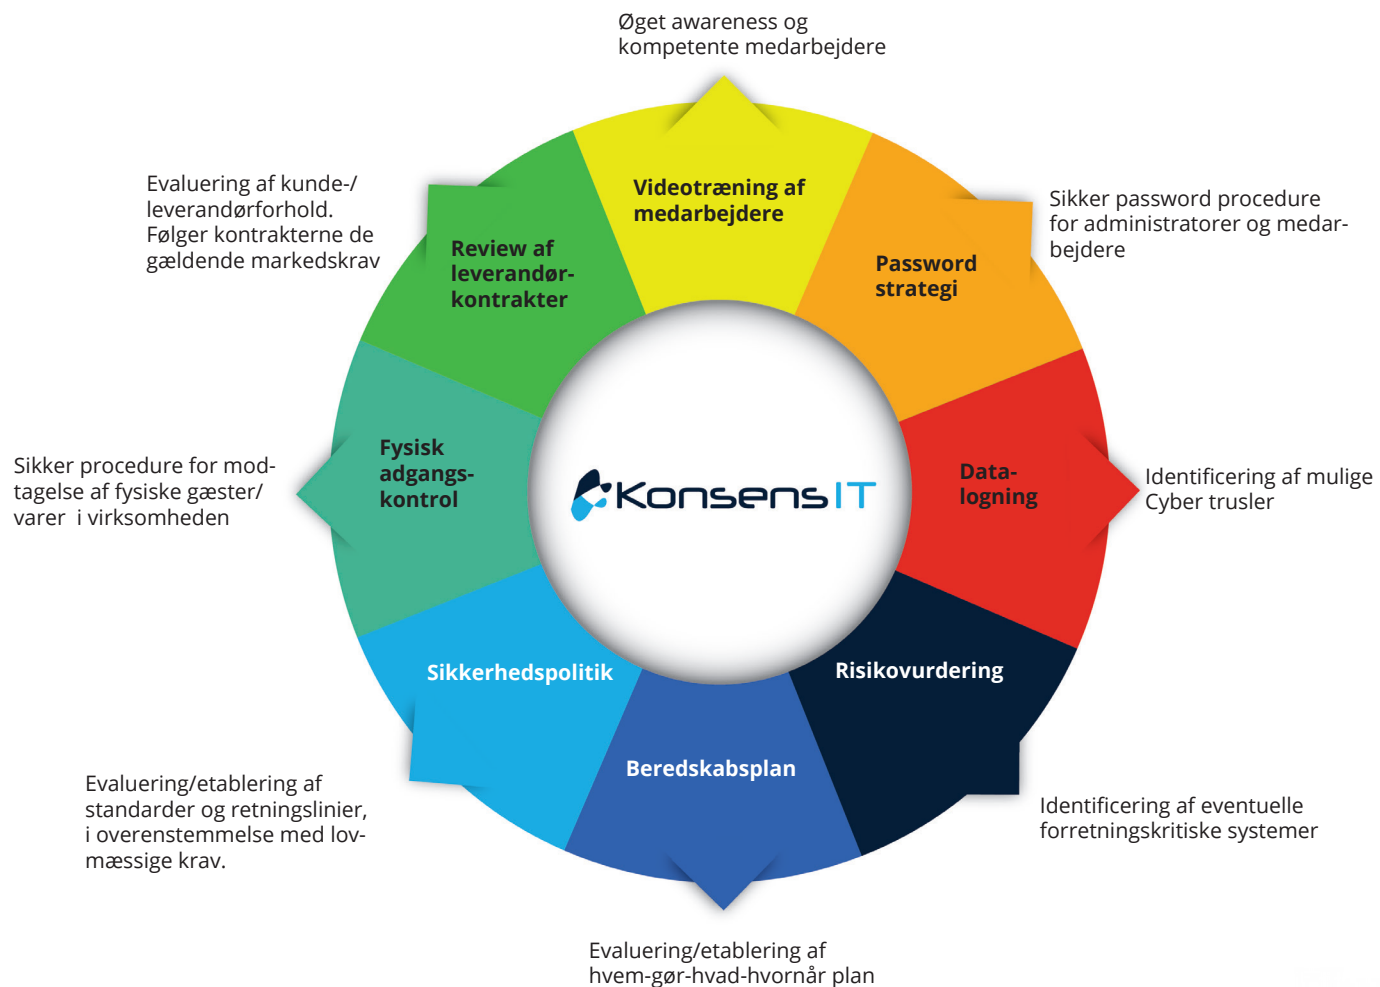 Øget awareness og
kompetente medarbejdere
Videotræning af
medarbejdere
Sikker password procedure
for administratorer og medar-
bejdere
Password
strategi
Identificering af mulige
Cyber trusler
Data-
logning
Identificering af eventuelle
forretningskritiske systemer
Risikovurdering
Evaluering/etablering af
hvem-gør-hvad-hvornår plan
Beredskabsplan
Evaluering/etablering af
standarder og retningslinier,
i overenstemmelse med lov-
mæssige krav.
Sikkerhedspolitik
Sikker procedure for mod-
tagelse af fysiske gæster/
varer i virksomheden
Fysisk
adgangs-
kontrol
Evaluering af kunde-/
leverandørforhold.
Følger kontrakterne de
gældende markedskrav
Review af
leverandør-
kontrakter
KonsensIT